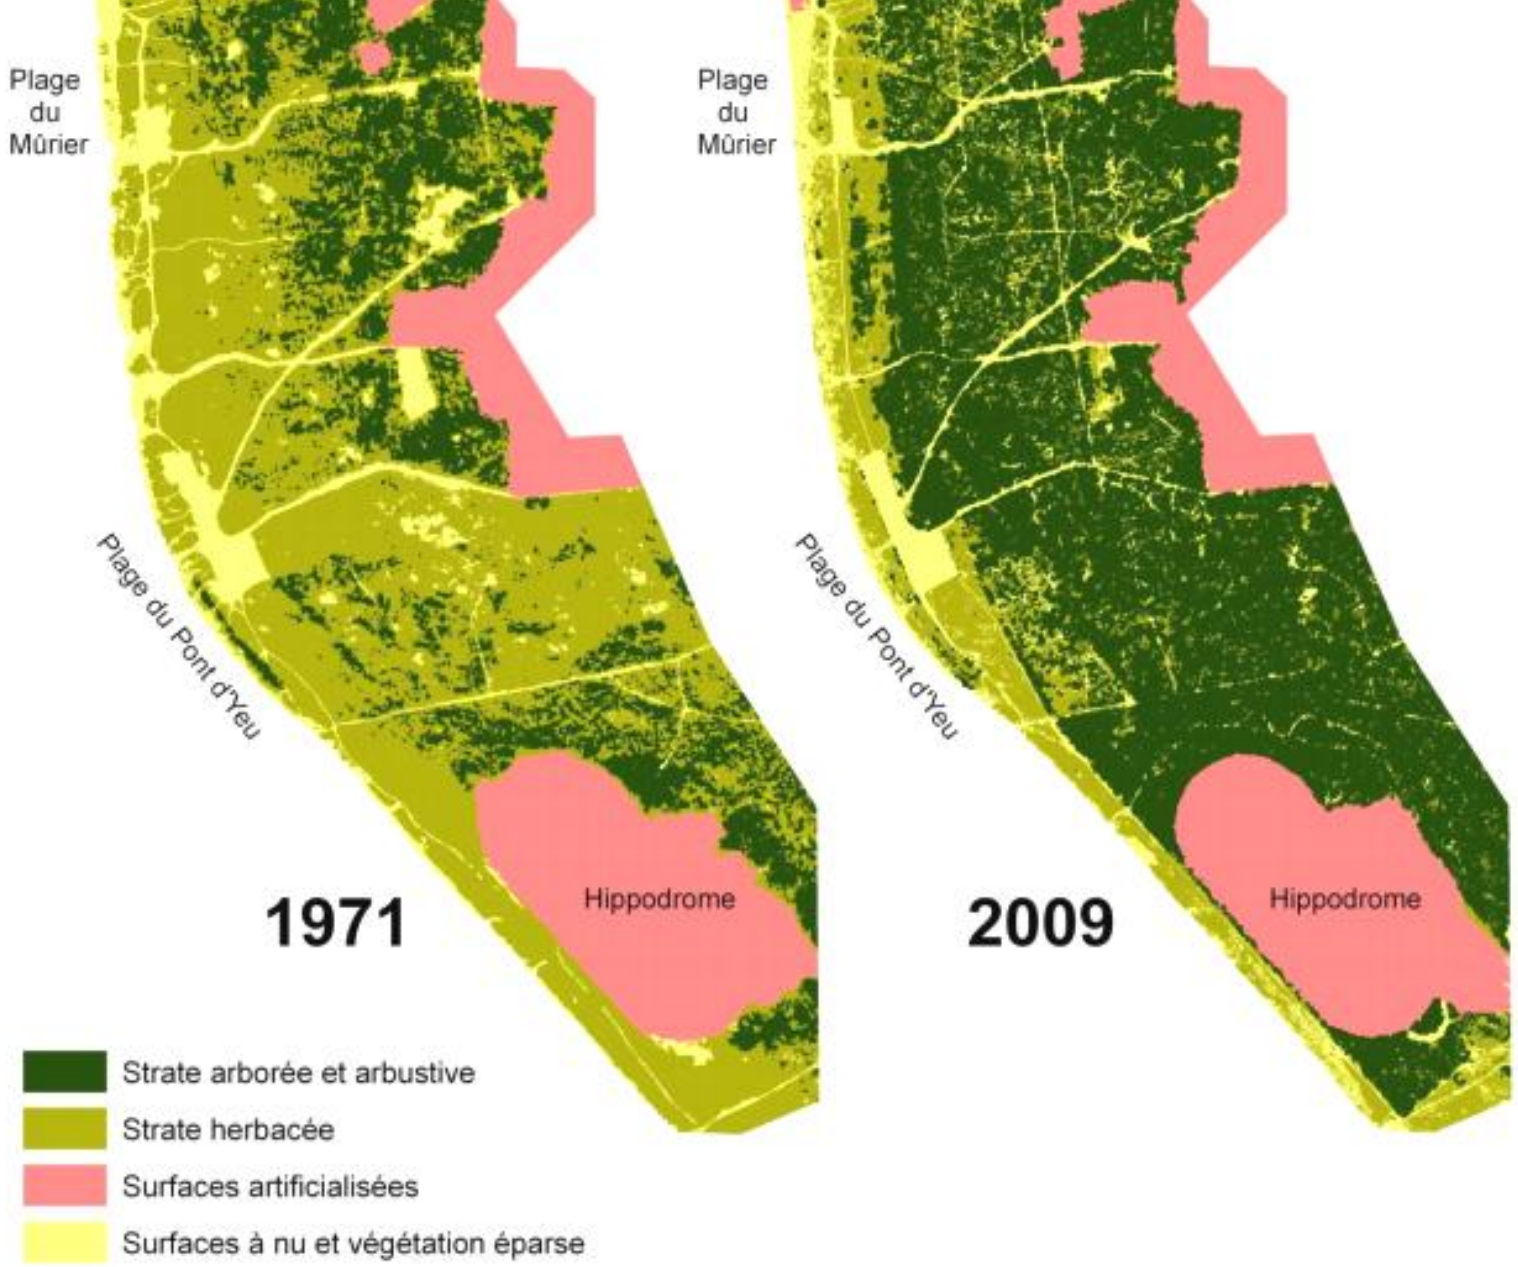 Plage
du
Mûrier
Plage
du
Mûrier
Plage du Pont d'Yeu
Plage du Pont d'Yeu
Hippodrome
Hippodrome
1971
2009
Strate arborée et arbustive
Strate herbacée
Surfaces artificialisées
Surfaces à nu et végétation éparse